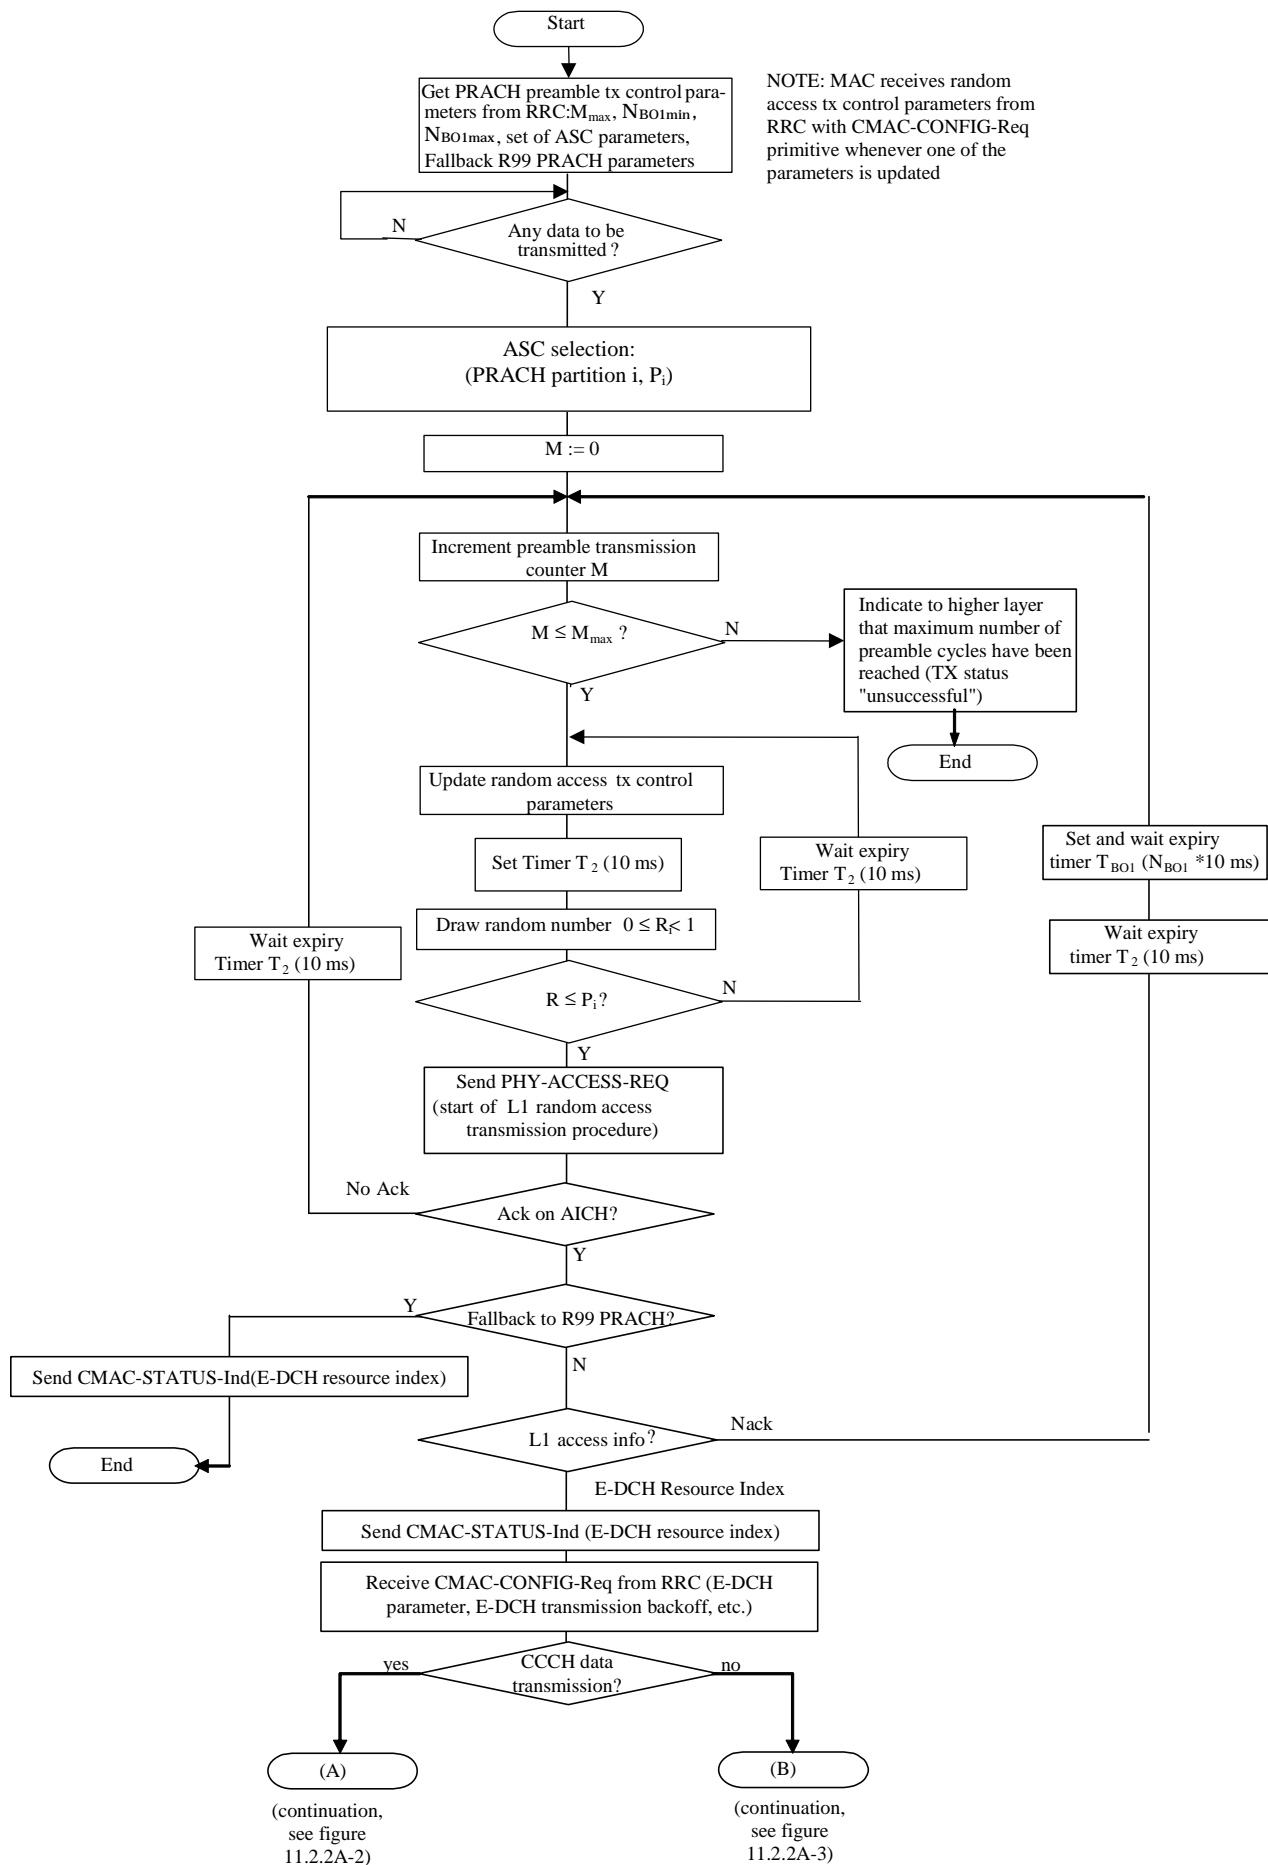 Start
Get PRACH preamble tx control para-
meters from RRC:Mmax, NBO1min,
NBO1max, set of ASC parameters,
Fallback R99 PRACH parameters
NOTE: MAC receives random
access tx control parameters from
RRC with CMAC-CONFIG-Req
primitive whenever one of the
parameters is updated
N
Any data to be
transmitted ?
Y
ASC selection:
(PRACH partition i, Pi)
M := 0
Increment preamble transmission
counter M
M ≤ Mmax ?
N
Y
Indicate to higher layer
that maximum number of
preamble cycles have been
reached (TX status
"unsuccessful")
End
Update random access tx control
parameters
Set Timer T2 (10 ms)
Wait expiry
Timer T2 (10 ms)
Set and wait expiry
timer TBO1 (NBO1 *10 ms)
Draw random number 0 ≤ Ri< 1
Wait expiry
Timer T2 (10 ms)
Wait expiry
timer T2 (10 ms)
R ≤ Pi?
N
Y
Send PHY-ACCESS-REQ
(start of L1 random access
transmission procedure)
No Ack
Ack on AICH?
Y
Y
Fallback to R99 PRACH?
N
Send CMAC-STATUS-Ind(E-DCH resource index)
End
L1 access info?
Nack
E-DCH Resource Index
Send CMAC-STATUS-Ind (E-DCH resource index)
Receive CMAC-CONFIG-Req from RRC (E-DCH
parameter, E-DCH transmission backoff, etc.)
yes
CCCH data
transmission?
no
(A)
(continuation,
see figure
11.2.2A-2)
(B)
(continuation,
see figure
11.2.2A-3)